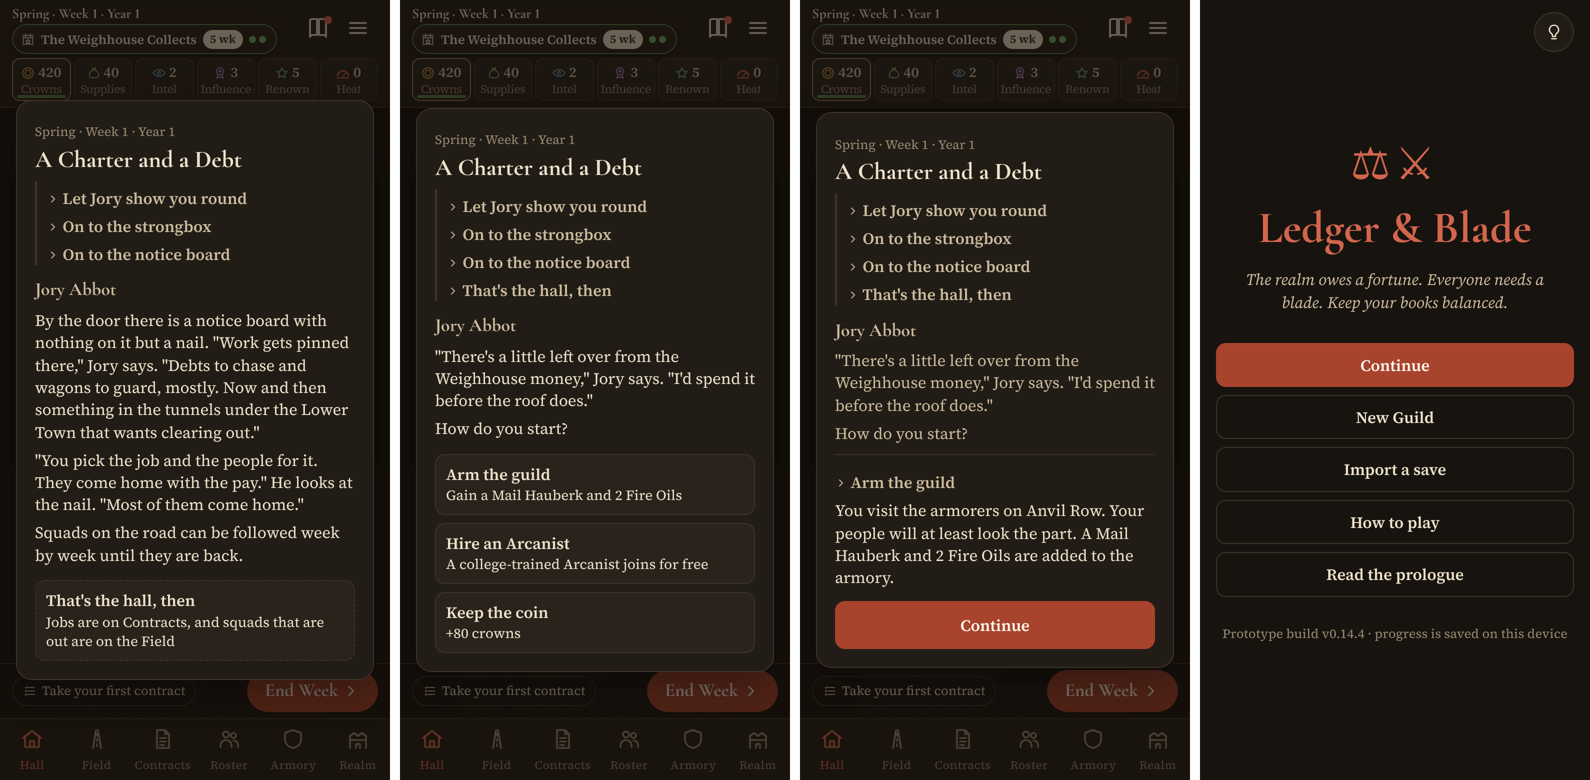 Spring · Week 1 · Year 1
The Weighhouse Collects 5 wk
420 40 2 3 5 0
Crowns Supplies Intel Influence Renown Heat
Spring · Week 1 · Year 1
A Charter and a Debt
Let Jory show you round
On to the strongbox
On to the notice board
Jory Abbot
By the door there is a notice board with
nothing on it but a nail. "Work gets pinned
there," Jory says. "Debts to chase and
wagons to guard, mostly. Now and then
something in the tunnels under the Lower
Town that wants clearing out."
"You pick the job and the people for it.
They come home with the pay." He looks at
the nail. "Most of them come home."
Squads on the road can be followed week
by week until they are back.
That's the hall, then
Jobs are on Contracts, and squads that are
out are on the Field
Take your first contract
End Week
Hall Field Contracts Roster Armory Realm
Spring · Week 1 · Year 1
The Weighhouse Collects 5 wk
420 40 2 3 5 0
Crowns Supplies Intel Influence Renown Heat
Spring · Week 1 · Year 1
A Charter and a Debt
Let Jory show you round
On to the strongbox
On to the notice board
That's the hall, then
Jory Abbot
"There's a little left over from the
Weighhouse money," Jory says. "I'd spend it
before the roof does."
How do you start?
Arm the guild
Gain a Mail Hauberk and 2 Fire Oils
Hire an Arcanist
A college-trained Arcanist joins for free
Keep the coin
+80 crowns
Take your first contract
End Week
Hall Field Contracts Roster Armory Realm
Spring · Week 1 · Year 1
The Weighhouse Collects 5 wk
420 40 2 3 5 0
Crowns Supplies Intel Influence Renown Heat
Spring · Week 1 · Year 1
A Charter and a Debt
Let Jory show you round
On to the strongbox
On to the notice board
That's the hall, then
Jory Abbot
"There's a little left over from the
Weighhouse money," Jory says. "I'd spend it
before the roof does."
How do you start?
Arm the guild
You visit the armorers on Anvil Row. Your
people will at least look the part. A Mail
Hauberk and 2 Fire Oils are added to the
armory.
Continue
Take your first contract
End Week
Hall Field Contracts Roster Armory Realm
Ledger & Blade
The realm owes a fortune. Everyone needs a
blade. Keep your books balanced.
Continue
New Guild
Import a save
How to play
Read the prologue
Prototype build v0.14.4 · progress is saved on this device